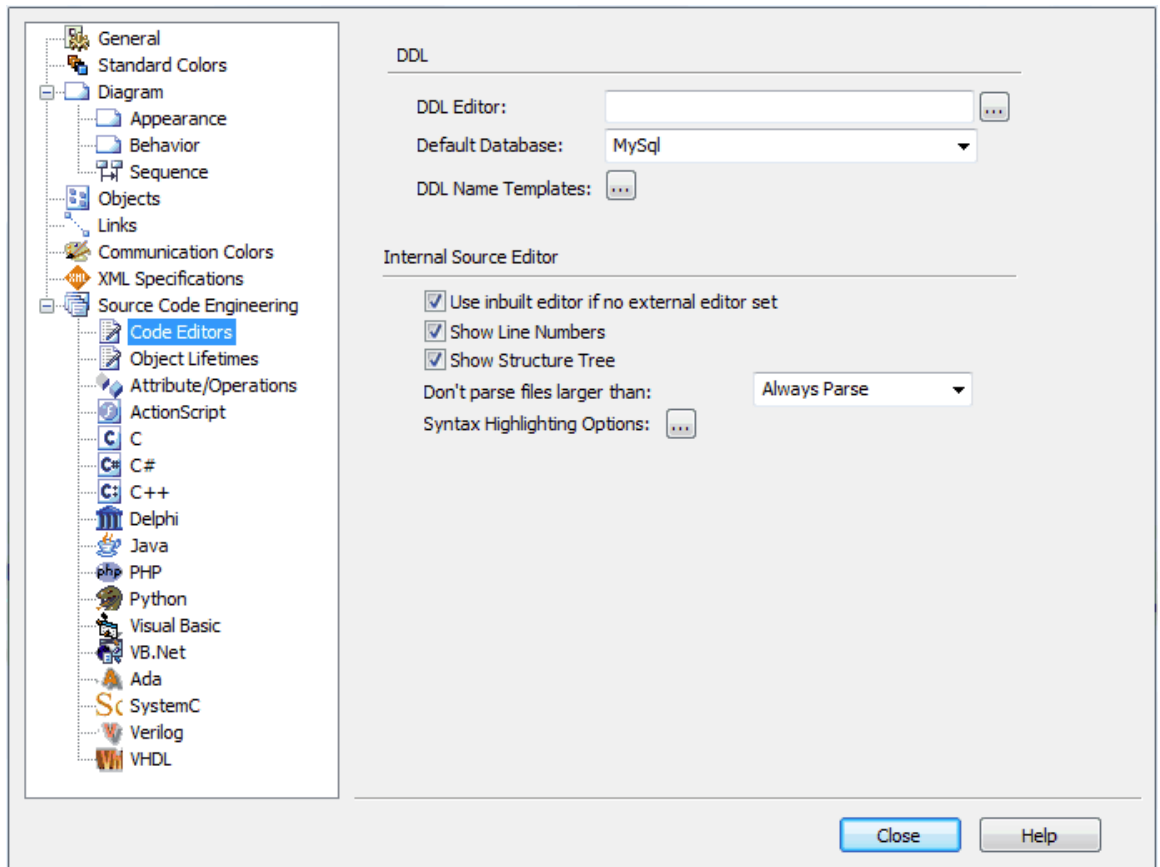 General
Standard Colors
Diagram
Appearance
Behavior
Sequence
Objects
Links
Communication Colors
XML Specifications
Source Code Engineering
Code Editors
Object Lifetimes
Attribute/Operations
ActionScript
C
C#
C++
Delphi
Java
php PHP
Python
Visual Basic
VB.Net
Ada
SystemC
Verilog
VHDL
DDL
DDL Editor: ...
Default Database: MySql
DDL Name Templates: ...
Internal Source Editor
Use inbuilt editor if no external editor set
Show Line Numbers
Show Structure Tree
Don't parse files larger than: Always Parse
Syntax Highlighting Options: ...
Close Help